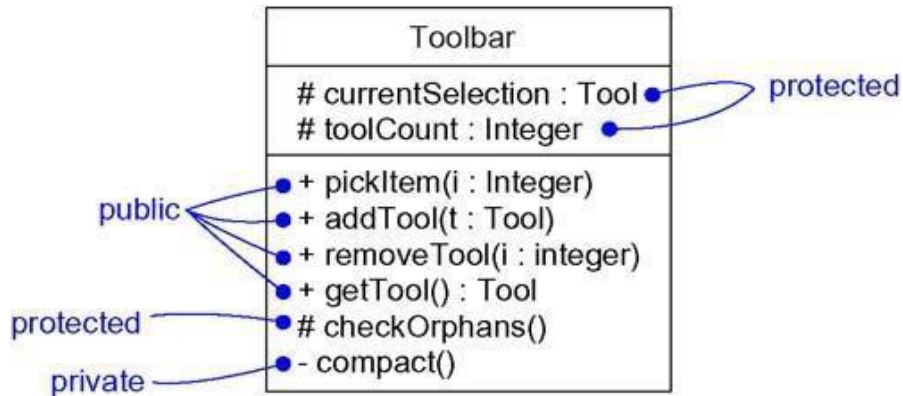 Toolbar
# currentSelection : Tool
# toolCount : Integer
protected
+ pickItem(i : Integer)
+ addTool(t : Tool)
+ removeTool(i : integer)
+ getTool() : Tool
# checkOrphans()
- compact()
public
protected
private